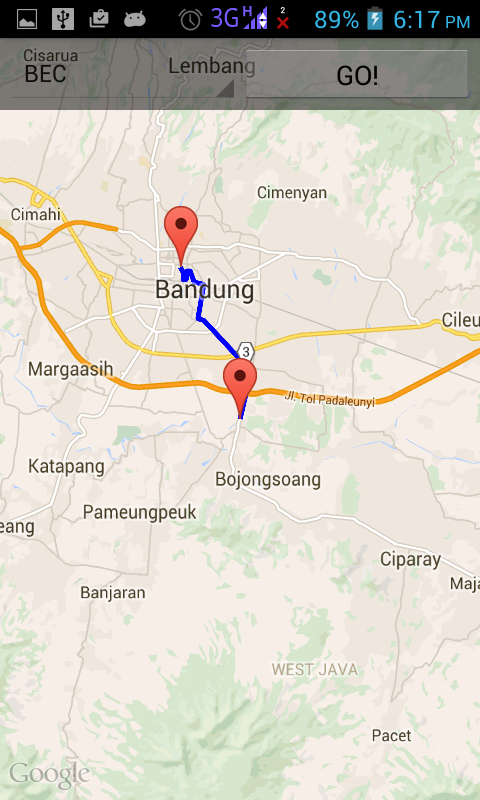 3G H 2 89% 6:17 PM
Cisarua
Lembang
BEC
GO!
Cimenyan
Cimahi
Bandung
Cileu
3
Margaasih
Jl. Tol Padaleunyi
Katapang
Bojongsoang
Pameungpeuk
eang
Ciparay
Maja
Banjaran
WEST JAVA
Pacet
Google